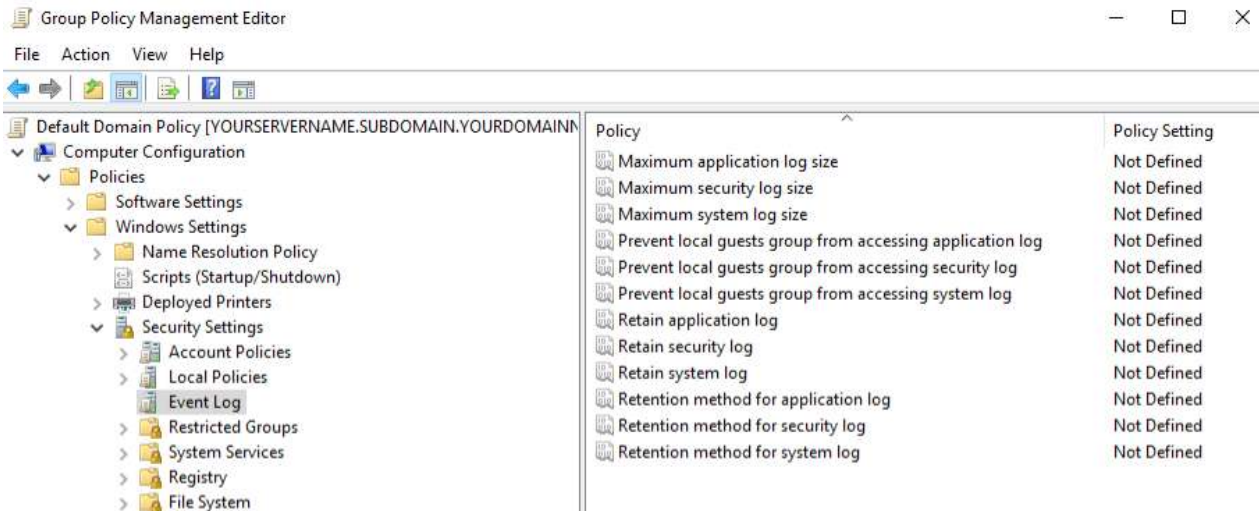 Group Policy Management Editor
File Action View Help
Default Domain Policy [YOURSERVERNAME.SUBDOMAIN.YOURDOMAINN
Computer Configuration
Policies
Software Settings
Windows Settings
Name Resolution Policy
Scripts (Startup/Shutdown)
Deployed Printers
Security Settings
Account Policies
Local Policies
Event Log
Restricted Groups
System Services
Registry
File System
Policy Policy Setting
Maximum application log size Not Defined
Maximum security log size Not Defined
Maximum system log size Not Defined
Prevent local guests group from accessing application log Not Defined
Prevent local guests group from accessing security log Not Defined
Prevent local guests group from accessing system log Not Defined
Retain application log Not Defined
Retain security log Not Defined
Retain system log Not Defined
Retention method for application log Not Defined
Retention method for security log Not Defined
Retention method for system log Not Defined